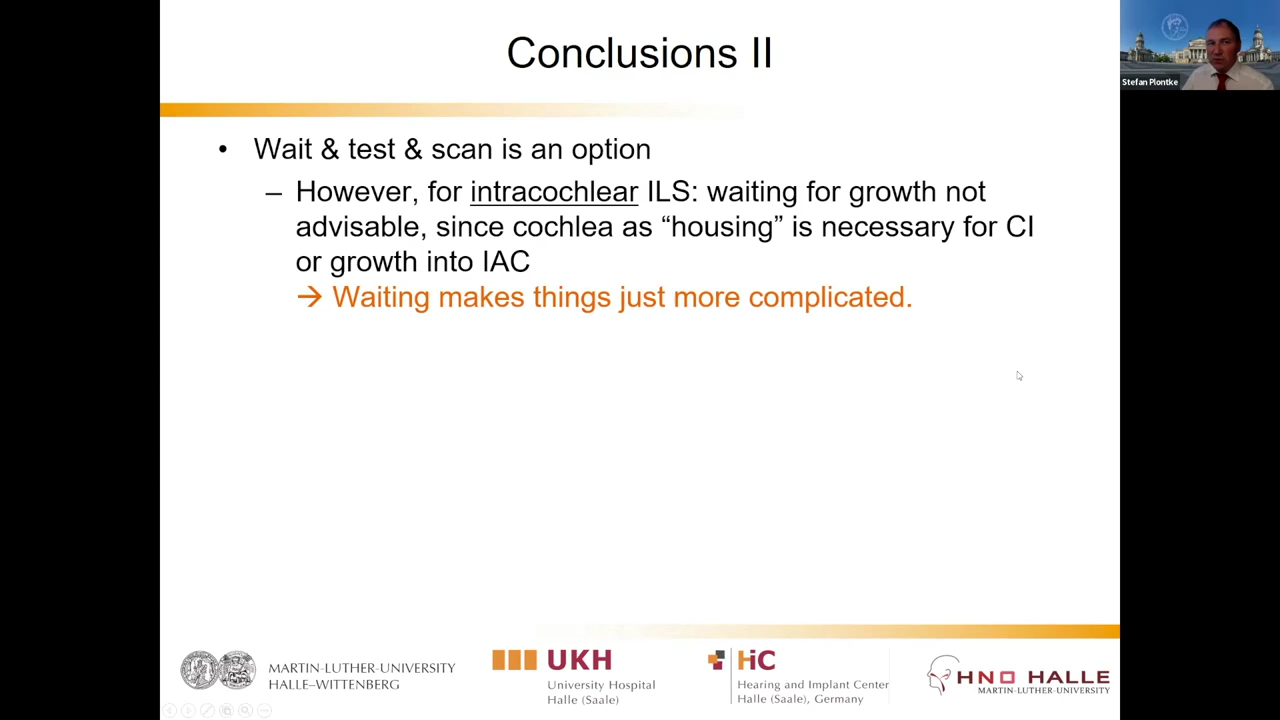 Conclusions II
Stefan Plontke
• Wait & test & scan is an option
– However, for intracochlear ILS: waiting for growth not
advisable, since cochlea as “housing” is necessary for CI
or growth into IAC
→ Waiting makes things just more complicated.
MARTIN-LUTHER-UNIVERSITY
HALLE–WITTENBERG
UKH
University Hospital
Halle (Saale)
HiC
Hearing and Implant Center
Halle (Saale), Germany
HNO HALLE
MARTIN-LUTHER-UNIVERSITY